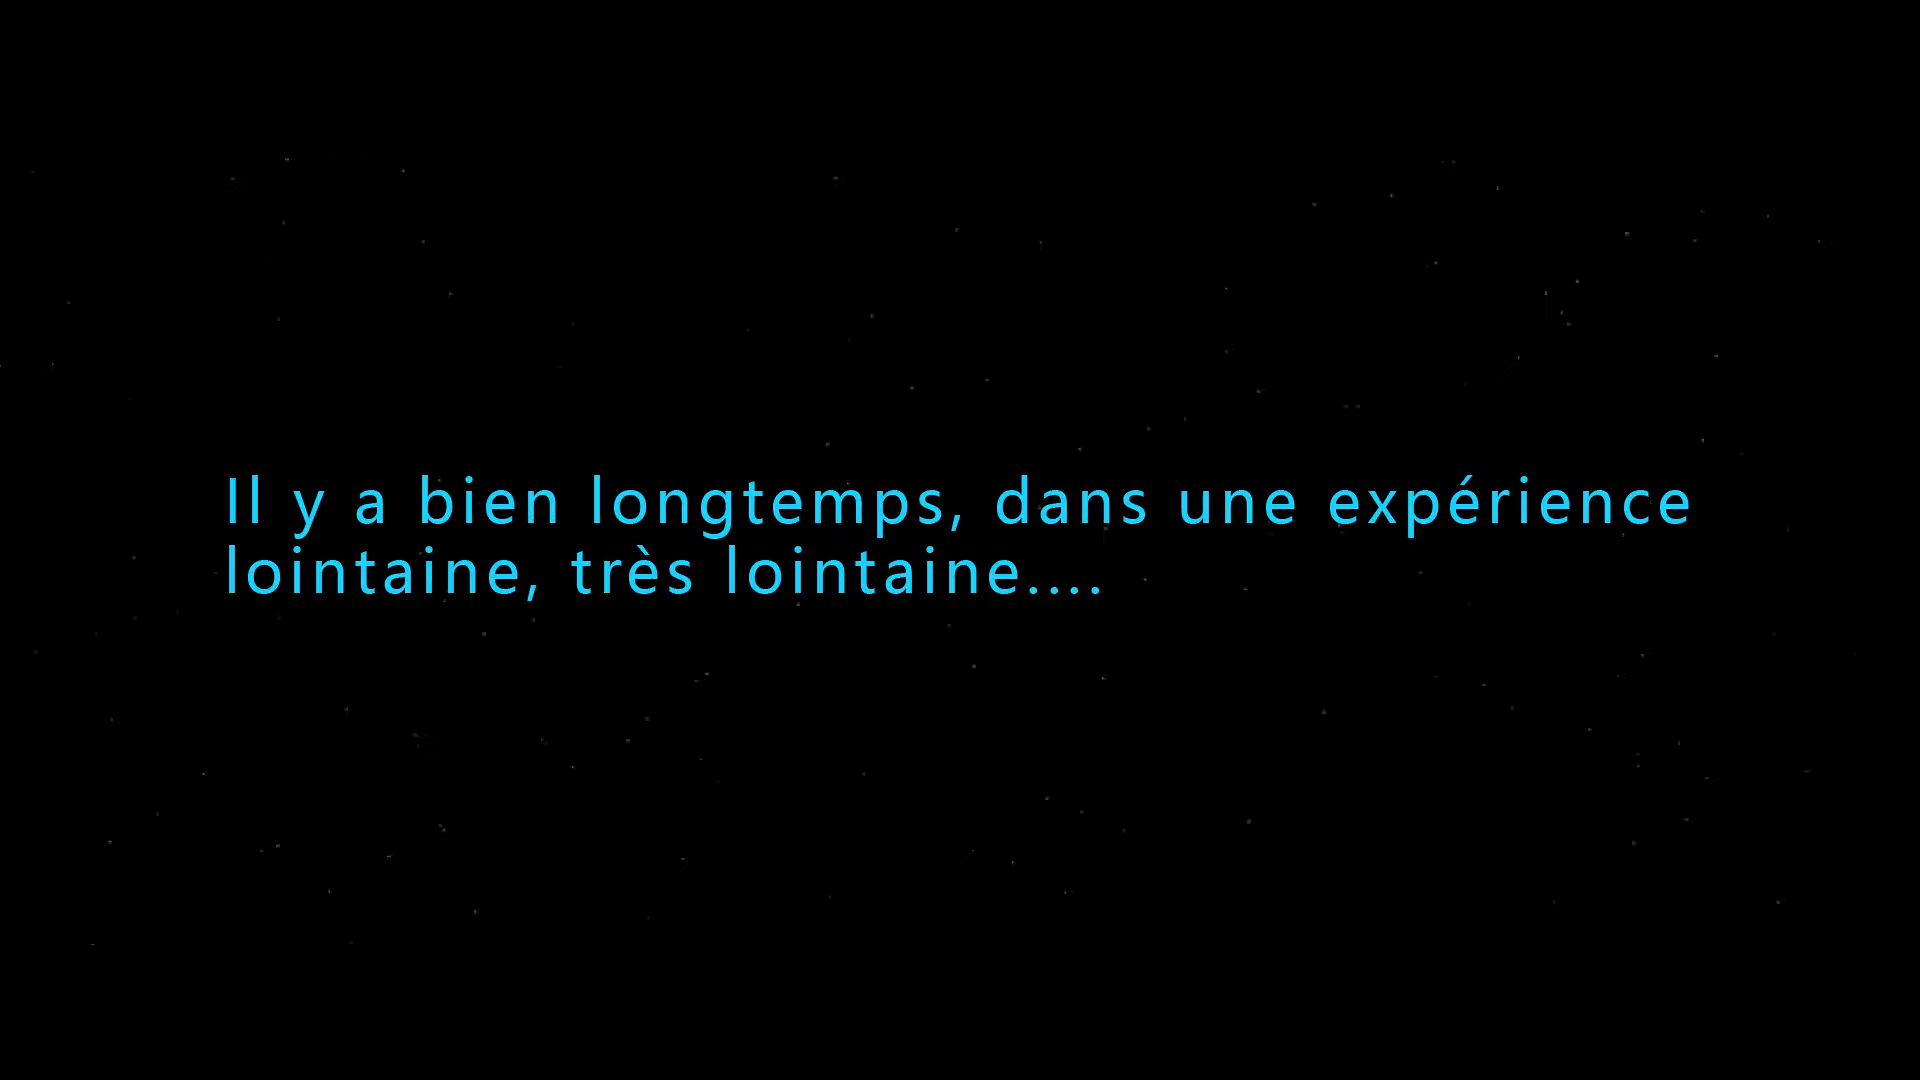 Il y a bien longtemps, dans une expérience
lointaine, très lointaine....